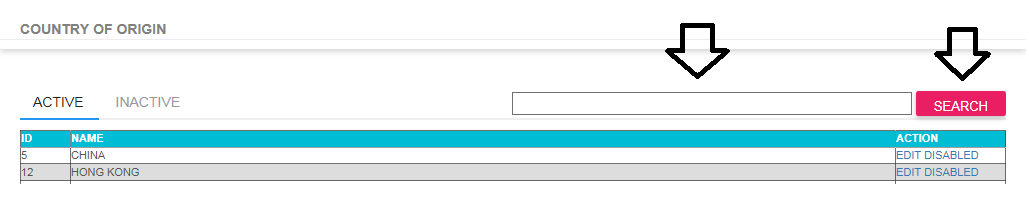 COUNTRY OF ORIGIN
ACTIVE INACTIVE SEARCH
ID NAME ACTION
5 CHINA EDIT DISABLED
12 HONG KONG EDIT DISABLED